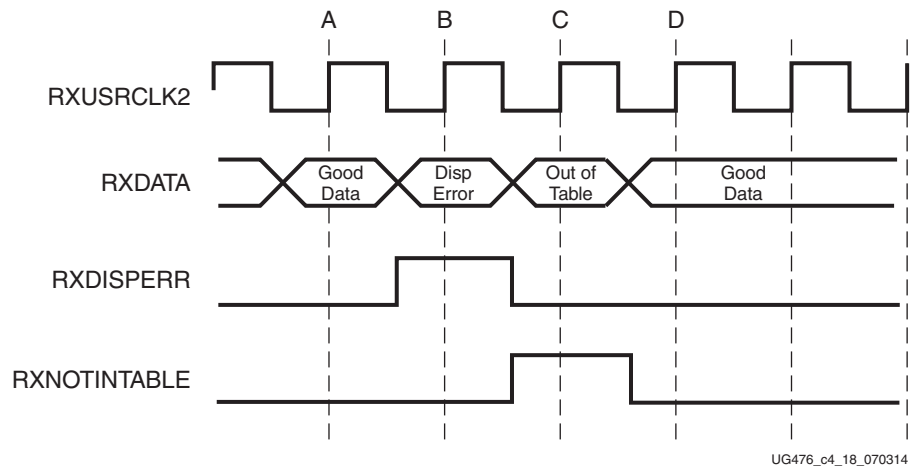 A B C D
RXUSRCLK2
RXDATA
Good Data
Disp Error
Out of Table
Good Data
RXDISPERR
RXNOTINTABLE
UG476_c4_18_070314